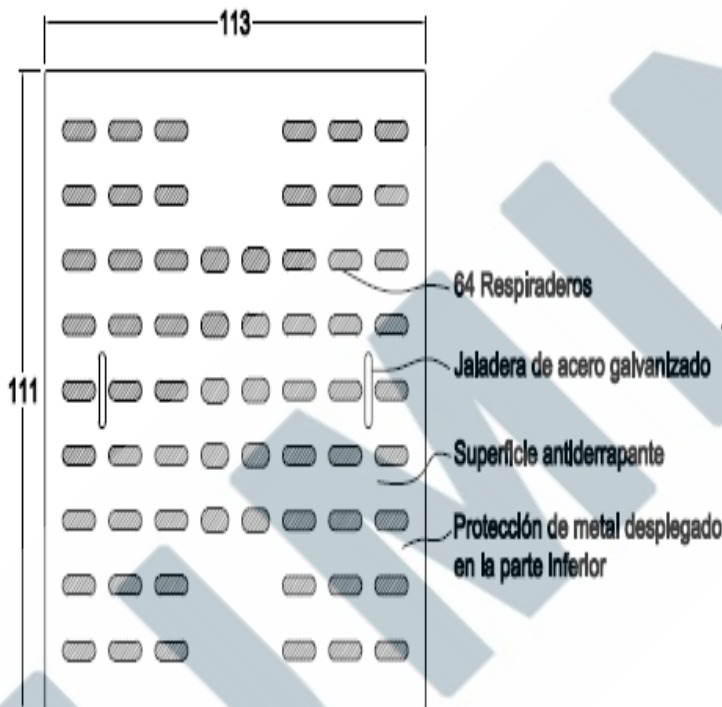 113
111
64 Respiraderos
Jaladera de acero galvanizado
Superficie antiderrapante
Protección de metal desplegado
en la parte Inferior